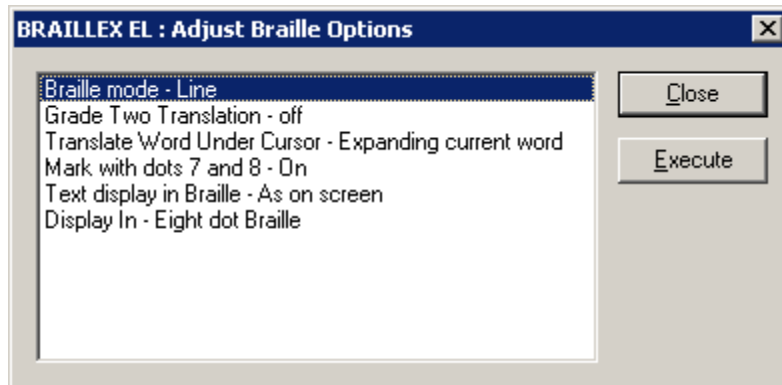 BRAILLEX EL : Adjust Braille Options
Braille mode - Line
Close
Grade Two Translation - off
Translate Word Under Cursor - Expanding current word
Execute
Mark with dots 7 and 8 - On
Text display in Braille - As on screen
Display In - Eight dot Braille